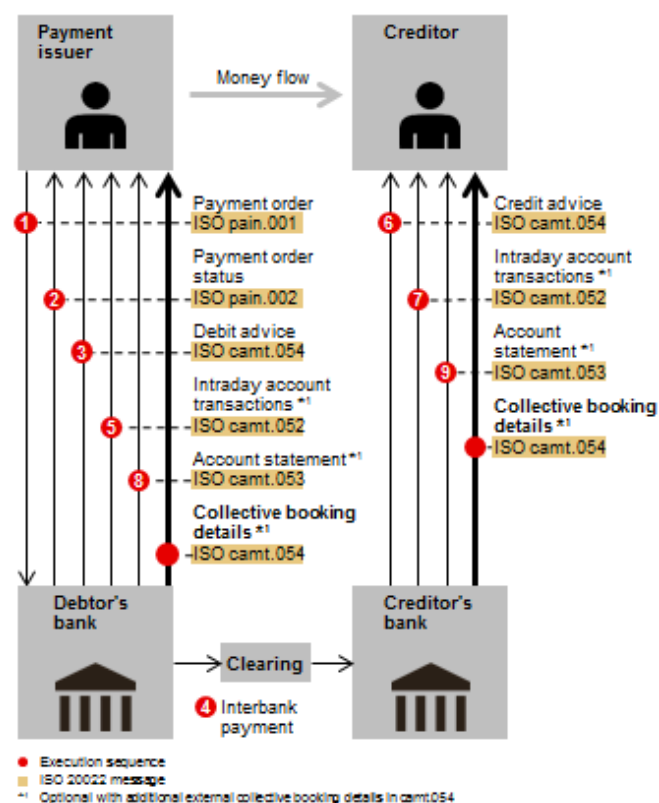 Payment
issuer
Creditor
Money flow
1
Payment order
ISO pain.001
Payment order
status
2
ISO pain.002
Debit advice
3
ISO camt.054
Intraday account
transactions *1
5
ISO camt.052
Account statement*1
8
ISO camt.053
Collective booking
details *1
ISO camt.054
Credit advice
6
ISO camt.054
Intraday account
transactions *1
7
ISO camt.052
Account
statement *1
9
ISO camt.053
Collective booking
details *1
ISO camt.054
Debtor's
bank
Clearing
Creditor's
bank
4 Interbank
payment
Execution sequence
ISO 20022 message
*1 Optional with additional external collective booking details in camt.054